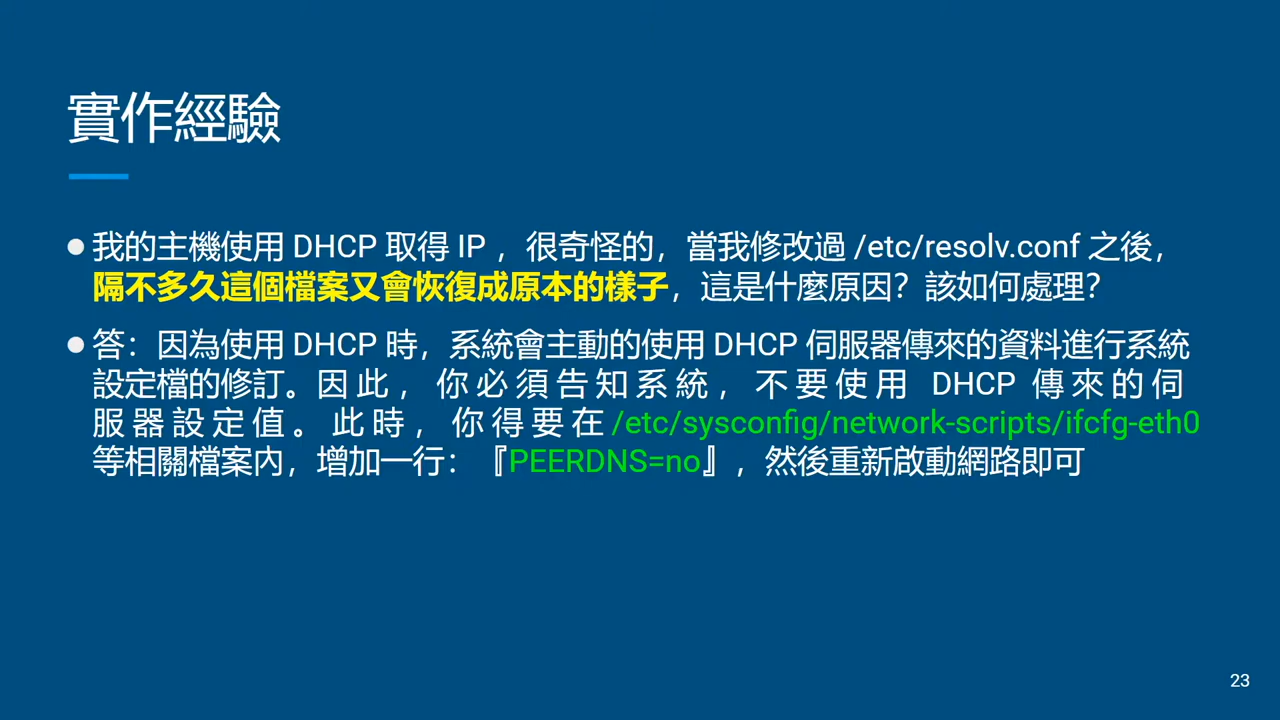 實作經驗
●我的主機使用 DHCP 取得 IP ，很奇怪的，當我修改過 /etc/resolv.conf 之後，
隔不多久這個檔案又會恢復成原本的樣子，這是什麼原因？該如何處理？
●答：因為使用 DHCP 時，系統會主動的使用 DHCP 伺服器傳來的資料進行系統
設定檔的修訂。因此，你必須告知系統，不要使用 DHCP 傳來的伺
服器設定值。此時，你得要在 /etc/sysconfig/network-scripts/ifcfg-eth0
等相關檔案內，增加一行：『PEERDNS=no』，然後重新啟動網路即可
23